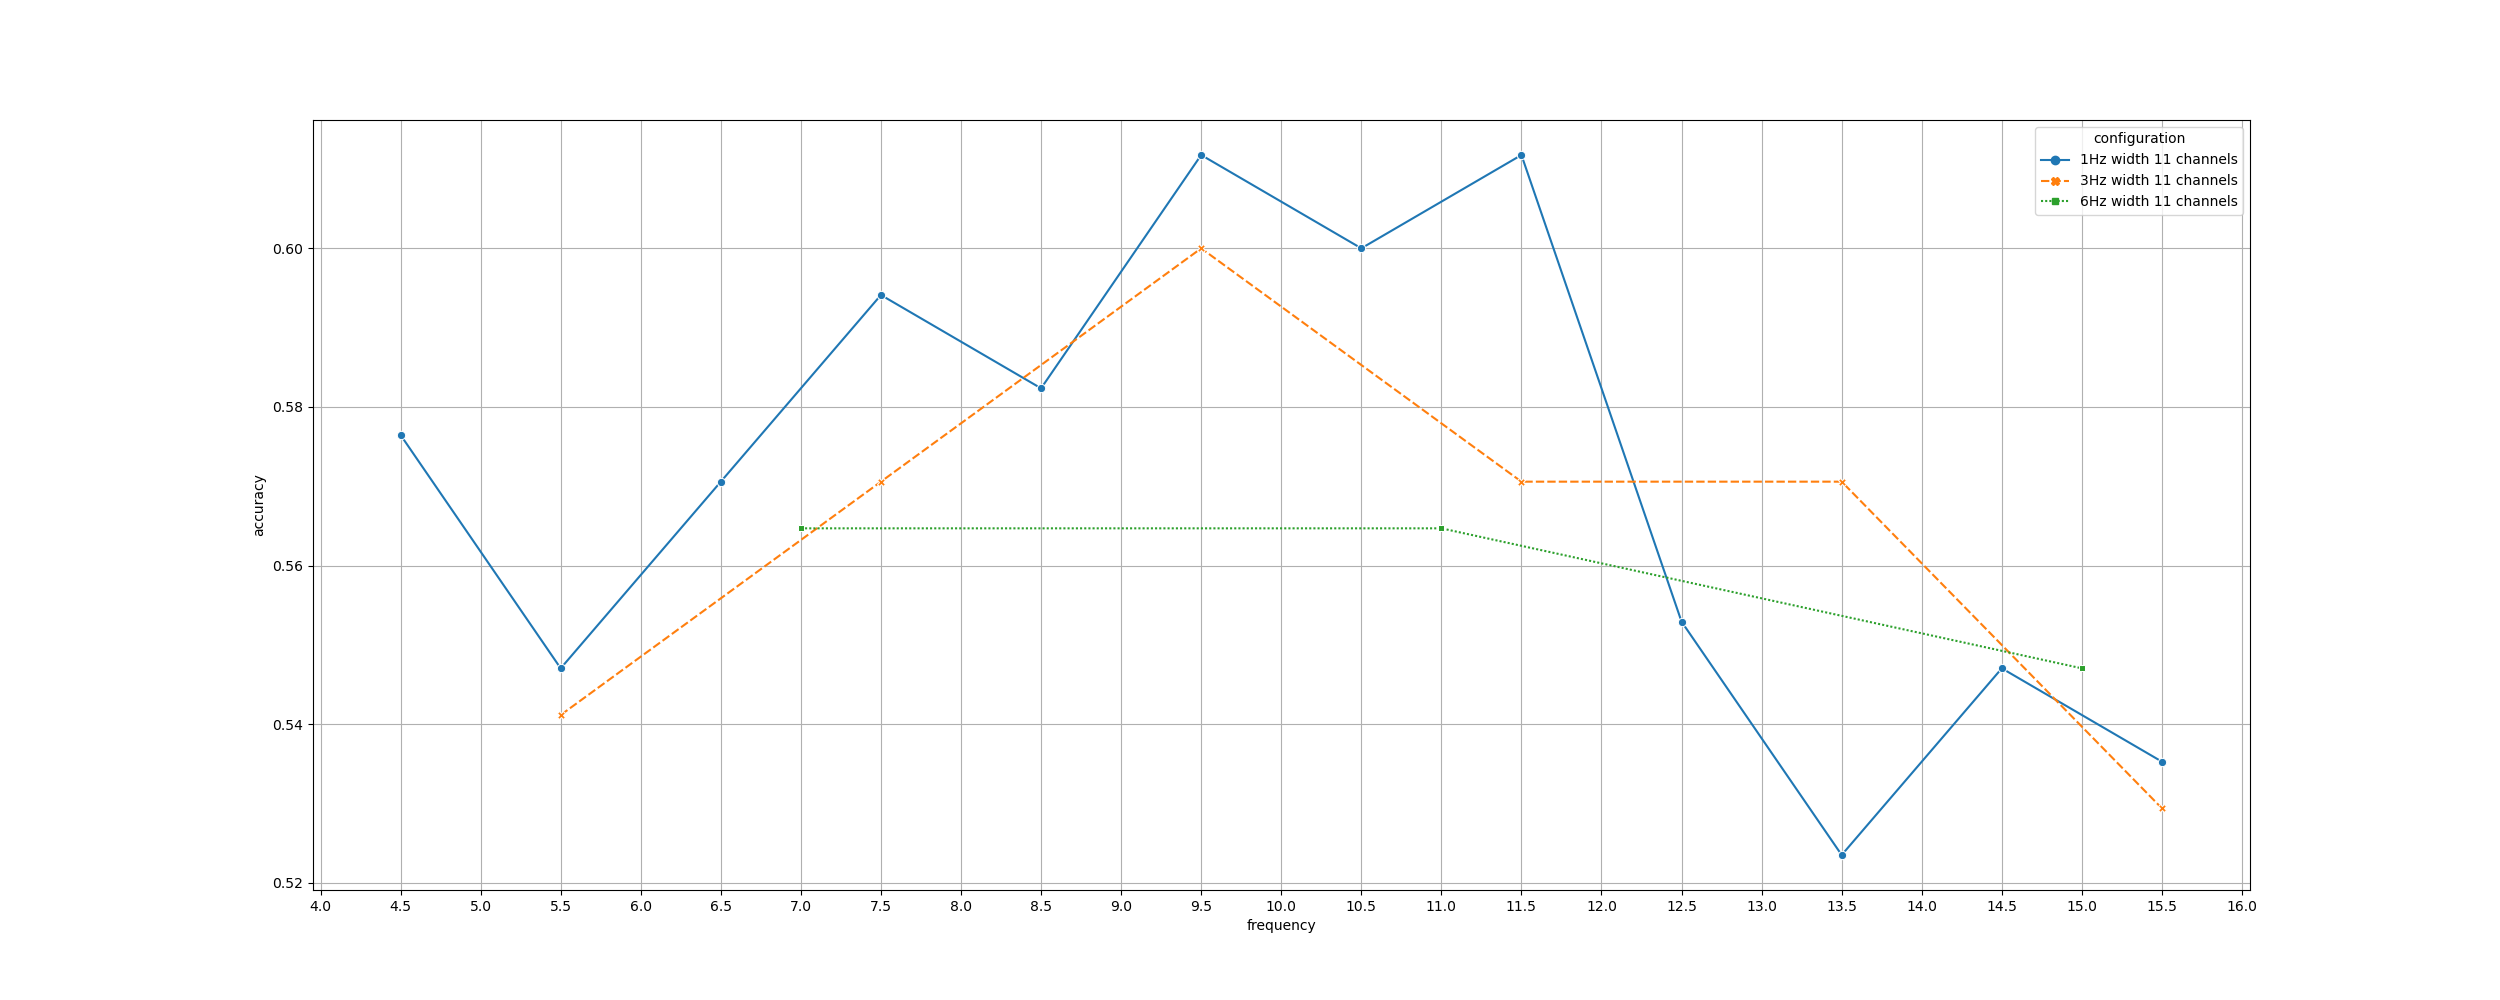 configuration
1Hz width 11 channels
3Hz width 11 channels
6Hz width 11 channels
accuracy
0.60
0.58
0.56
0.54
0.52
4.0 4.5 5.0 5.5 6.0 6.5 7.0 7.5 8.0 8.5 9.0 9.5 10.0 10.5 11.0 11.5 12.0 12.5 13.0 13.5 14.0 14.5 15.0 15.5 16.0
frequency